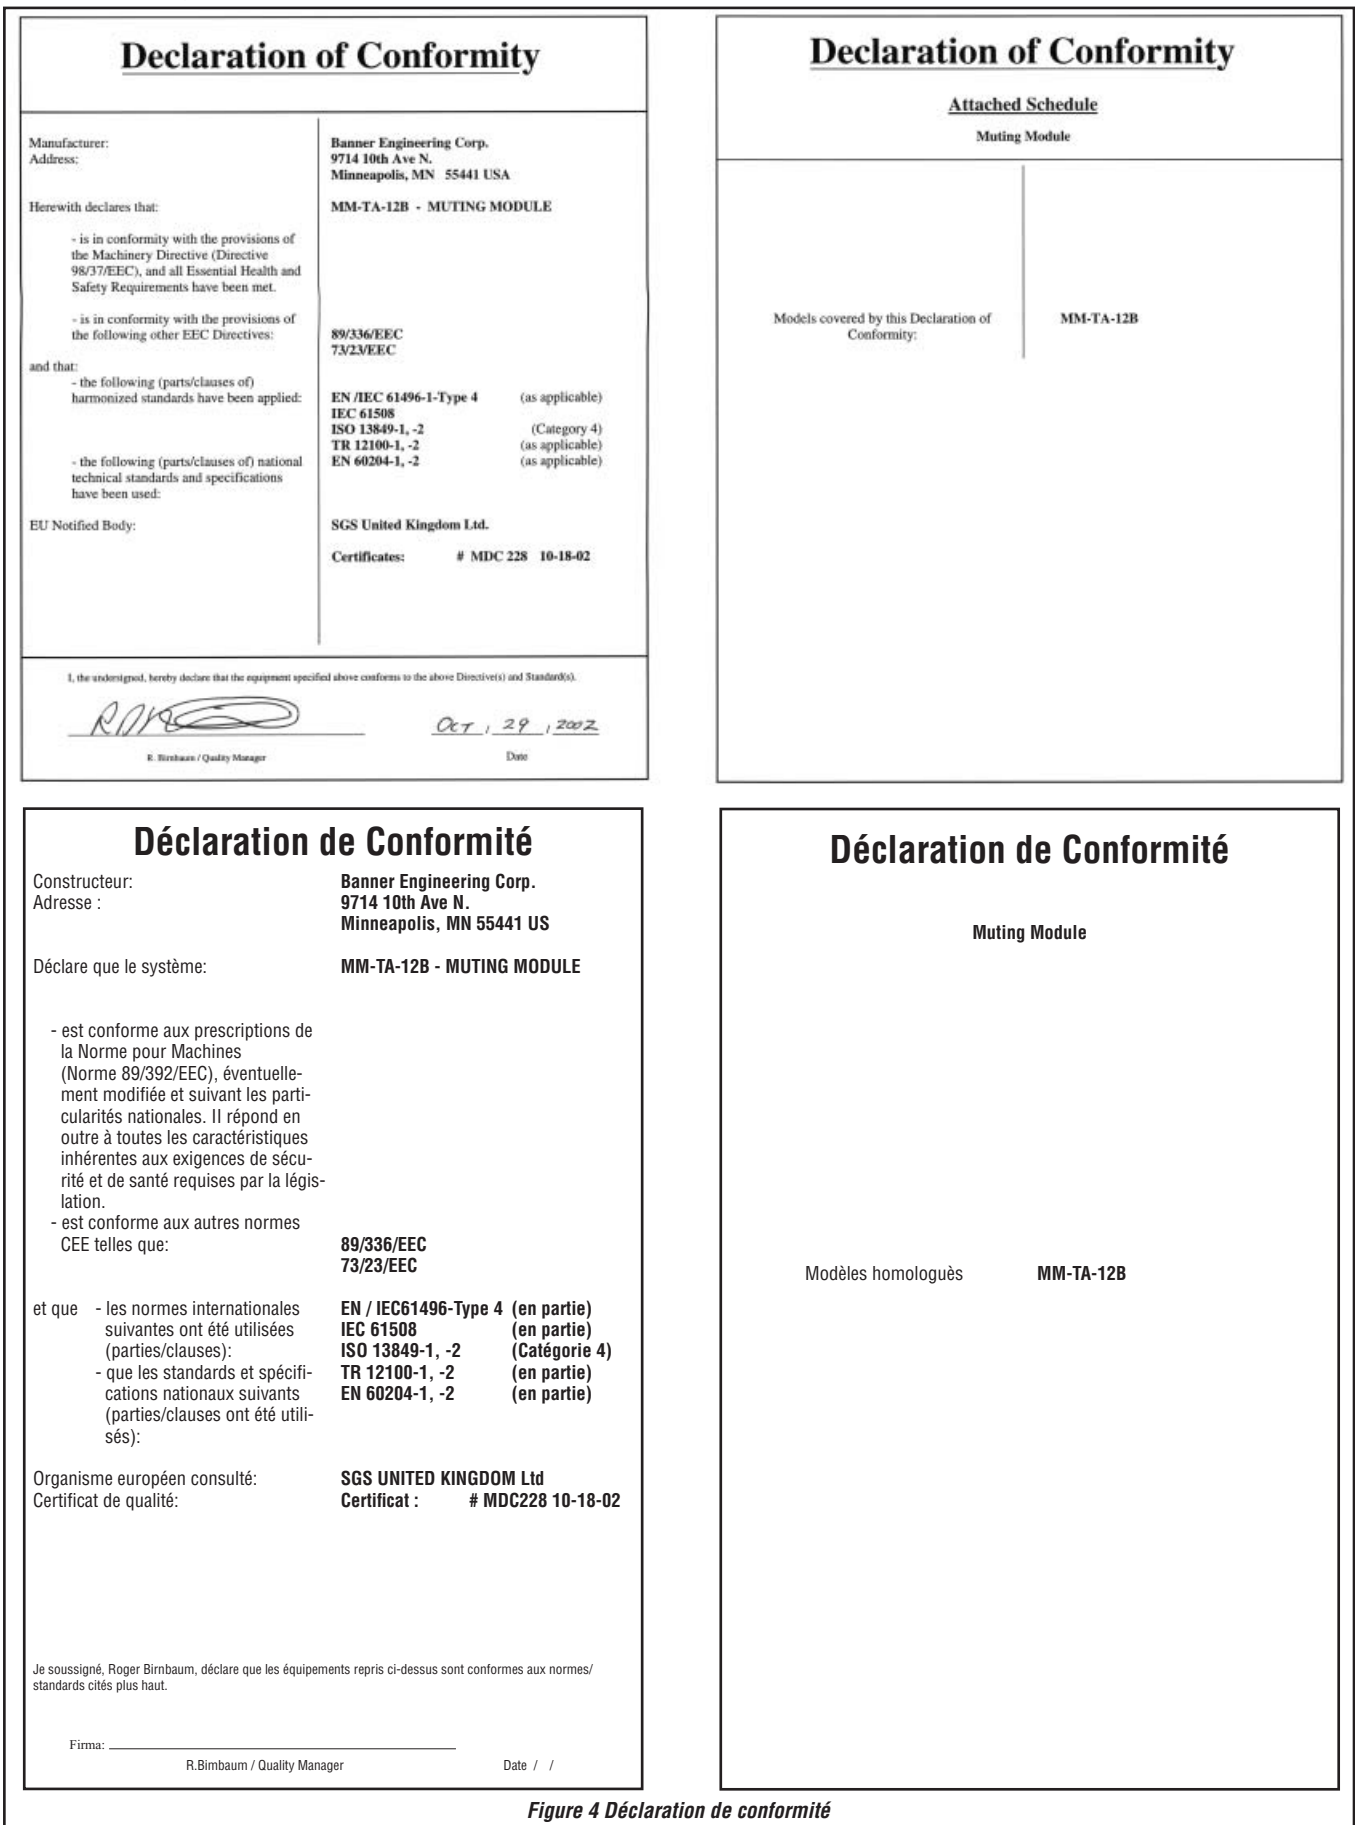 Declaration of Conformity
Manufacturer: Banner Engineering Corp.
Address: 9714 10th Ave N.
Minneapolis, MN 55441 USA
Herewith declares that: MM-TA-12B - MUTING MODULE
- is in conformity with the provisions of
the Machinery Directive (Directive
98/37/EEC), and all Essential Health and
Safety Requirements have been met.
- is in conformity with the provisions of
the following other EEC Directives: 89/336/EEC
73/23/EEC
and that:
- the following (parts/clauses of)
harmonized standards have been applied: EN /IEC 61496-1-Type 4 (as applicable)
IEC 61508
ISO 13849-1, -2 (Category 4)
TR 12100-1, -2 (as applicable)
- the following (parts/clauses of) national EN 60204-1, -2 (as applicable)
technical standards and specifications
have been used:
EU Notified Body: SGS United Kingdom Ltd.
Certificates: # MDC 228 10-18-02
I, the undersigned, hereby declare that the equipment specified above conforms to the above Directive(s) and Standard(s).
OCT , 29 , 2002
R. Birnbaum / Quality Manager Date
Declaration of Conformity
Attached Schedule
Muting Module
Models covered by this Declaration of MM-TA-12B
Conformity:
Déclaration de Conformité
Constructeur: Banner Engineering Corp.
Adresse : 9714 10th Ave N.
Minneapolis, MN 55441 US
Déclare que le système: MM-TA-12B - MUTING MODULE
- est conforme aux prescriptions de
la Norme pour Machines
(Norme 89/392/EEC), éventuelle-
ment modifiée et suivant les parti-
cularités nationales. II répond en
outre à toutes les caractéristiques
inhérentes aux exigences de sécu-
rité et de santé requises par la légis-
lation.
- est conforme aux autres normes
CEE telles que: 89/336/EEC
73/23/EEC
et que - les normes internationales EN / IEC61496-Type 4 (en partie)
suivantes ont été utilisées IEC 61508 (en partie)
(parties/clauses): ISO 13849-1, -2 (Catégorie 4)
- que les standards et spécifi- TR 12100-1, -2 (en partie)
cations nationaux suivants EN 60204-1, -2 (en partie)
(parties/clauses ont été utili-
sés):
Organisme européen consulté: SGS UNITED KINGDOM Ltd
Certificat de qualité: Certificat : # MDC228 10-18-02
Je soussigné, Roger Birnbaum, déclare que les équipements repris ci-dessus sont conformes aux normes/
standards cités plus haut.
Firma:
R.Birnbaum / Quality Manager Date / /
Déclaration de Conformité
Muting Module
Modèles homologuès MM-TA-12B
Figure 4 Déclaration de conformité